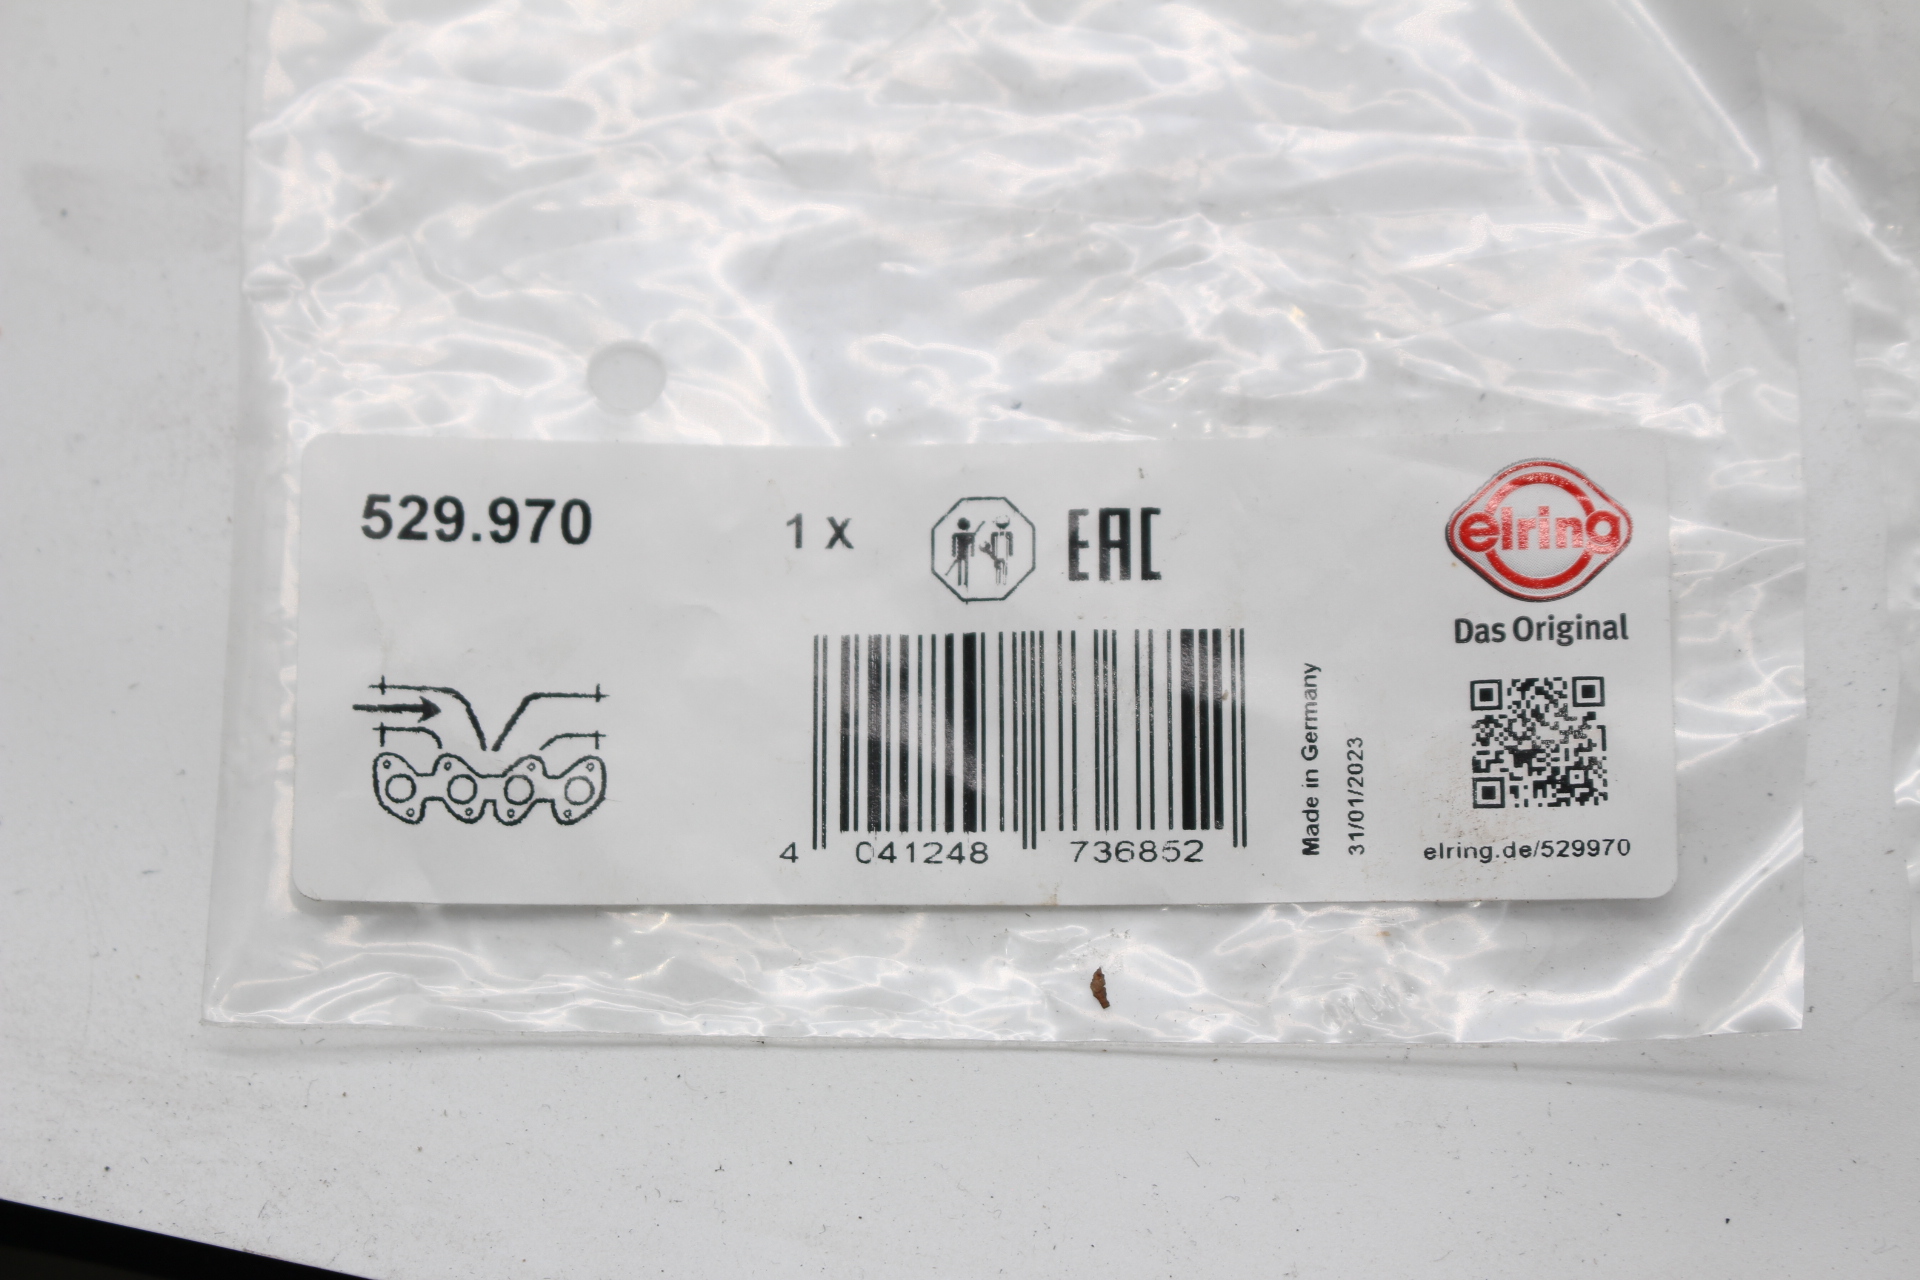 529.970
1 x
EAC
elring
Das Original
Made in Germany
31/01/2023
4 041248 736852
elring.de/529970